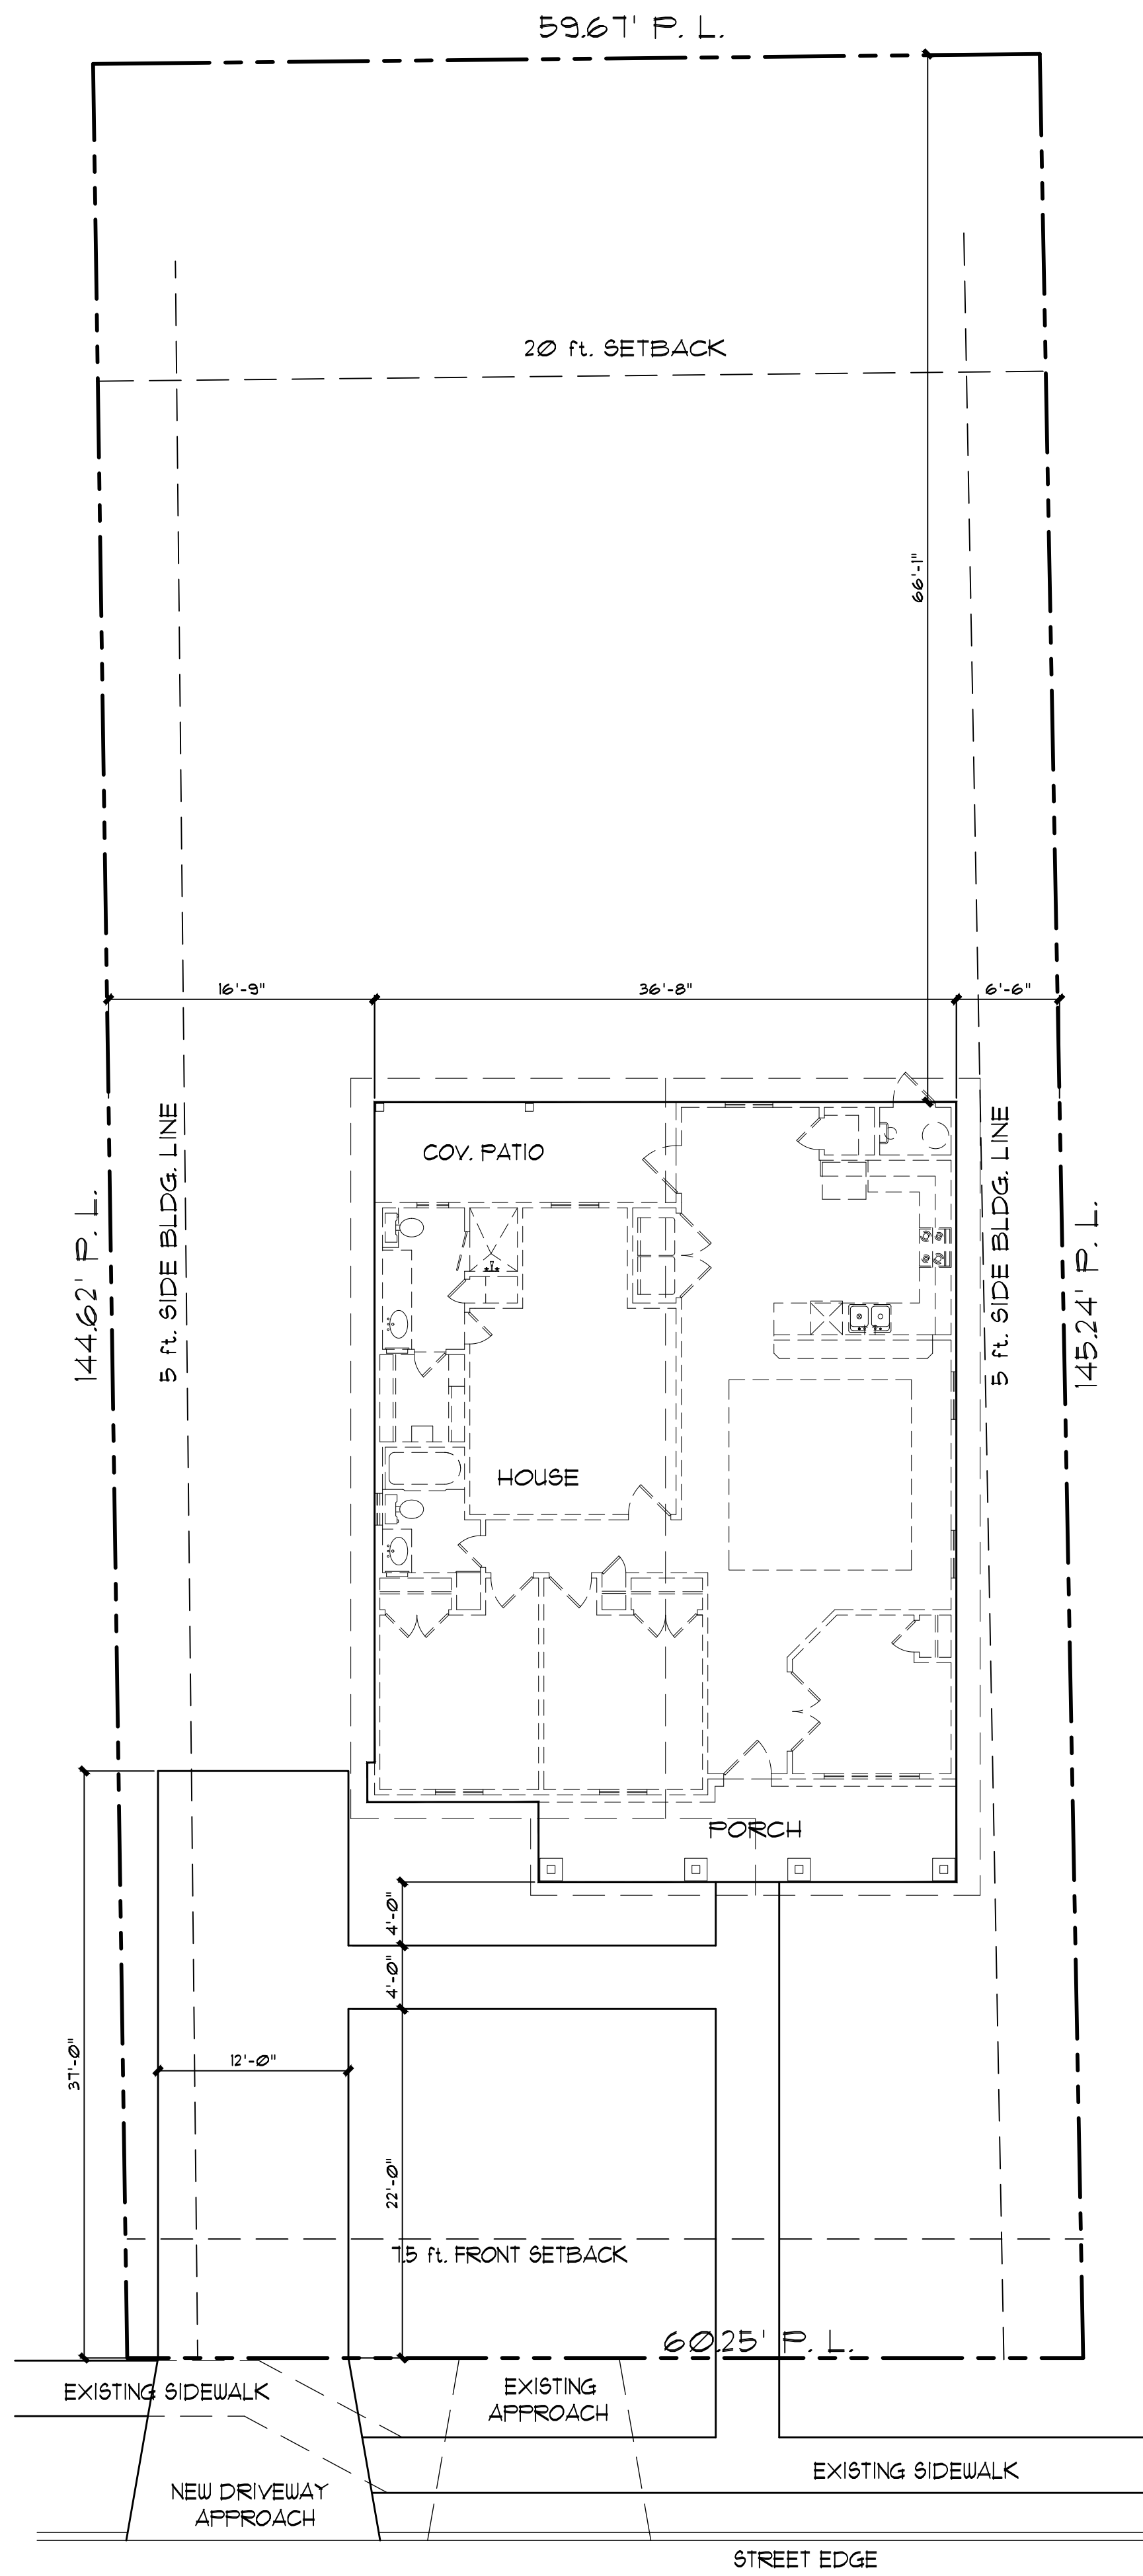 59.67' P. L.
20 ft. SETBACK
66'-1"
16'-9"
36'-8"
6'-6"
COV. PATIO
144.62' P. L.
5 ft. SIDE BLDG. LINE
5 ft. SIDE BLDG. LINE
145.24' P. L.
HOUSE
PORCH
4'-0"
4'-0"
37'-0"
12'-0"
22'-0"
7.5 ft. FRONT SETBACK
60.25' P. L.
EXISTING SIDEWALK
EXISTING
APPROACH
EXISTING SIDEWALK
NEW DRIVEWAY
APPROACH
STREET EDGE